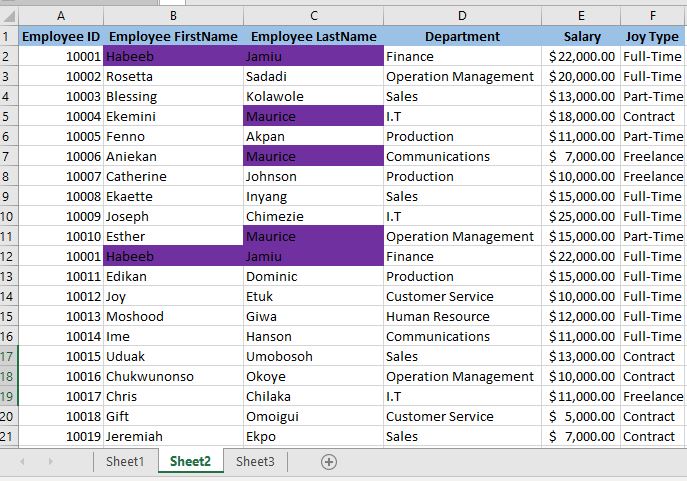 A B C D E F
1 Employee ID Employee FirstName Employee LastName Department Salary Joy Type
2 10001 Habeeb Jamiu Finance $22,000.00 Full-Time
3 10002 Rosetta Sadadi Operation Management $20,000.00 Full-Time
4 10003 Blessing Kolawole Sales $13,000.00 Part-Time
5 10004 Ekemini Maurice I.T $18,000.00 Contract
6 10005 Fenno Akpan Production $11,000.00 Part-Time
7 10006 Aniekan Maurice Communications $ 7,000.00 Freelance
8 10007 Catherine Johnson Production $10,000.00 Freelance
9 10008 Ekaette Inyang Sales $15,000.00 Full-Time
10 10009 Joseph Chimezie I.T $25,000.00 Full-Time
11 10010 Esther Maurice Operation Management $15,000.00 Part-Time
12 10001 Habeeb Jamiu Finance $22,000.00 Full-Time
13 10011 Edikan Dominic Production $15,000.00 Full-Time
14 10012 Joy Etuk Customer Service $10,000.00 Full-Time
15 10013 Moshood Giwa Human Resource $12,000.00 Full-Time
16 10014 Ime Hanson Communications $11,000.00 Full-Time
17 10015 Uduak Umobosoh Sales $13,000.00 Contract
18 10016 Chukwunonso Okoye Operation Management $10,000.00 Contract
19 10017 Chris Chilaka I.T $11,000.00 Freelance
20 10018 Gift Omoigui Customer Service $ 5,000.00 Contract
21 10019 Jeremiah Ekpo Sales $ 7,000.00 Contract
Sheet1 Sheet2 Sheet3